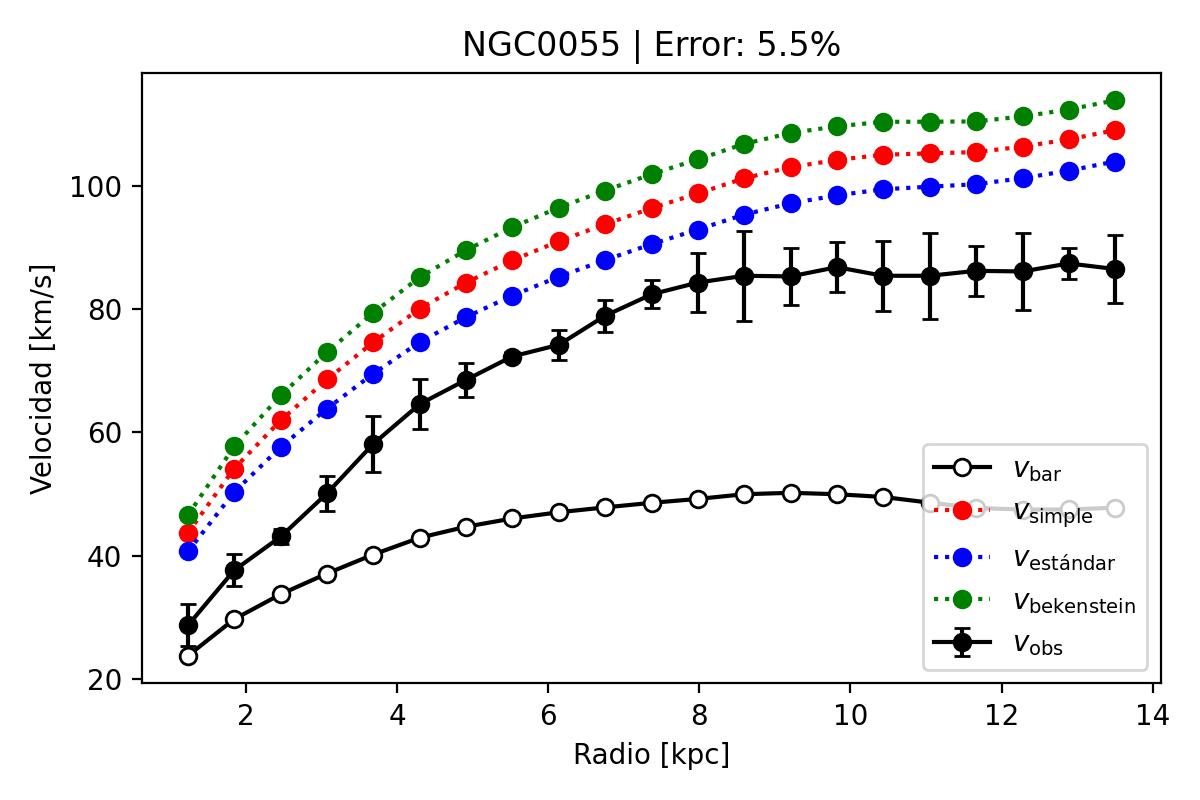 NGC0055 | Error: 5.5%
Velocidad [km/s]
100
80
60
40
20
v_bar
v_simple
v_estándar
v_bekenstein
v_obs
2 4 6 8 10 12 14
Radio [kpc]